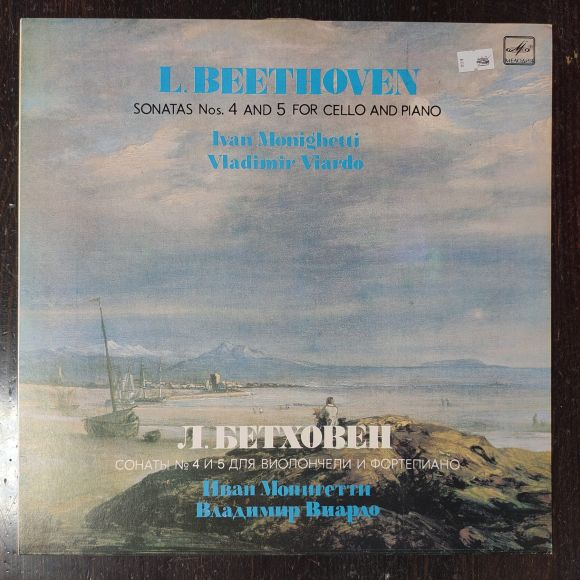 МЕЛОДИЯ
L. BEETHOVEN
SONATAS Nos. 4 AND 5 FOR CELLO AND PIANO
Ivan Monighetti
Vladimir Viardo
Л. БЕТХОВЕН
СОНАТЫ № 4 И 5 ДЛЯ ВИОЛОНЧЕЛИ И ФОРТЕПИАНО
Иван Монигетти
Владимир Виардо